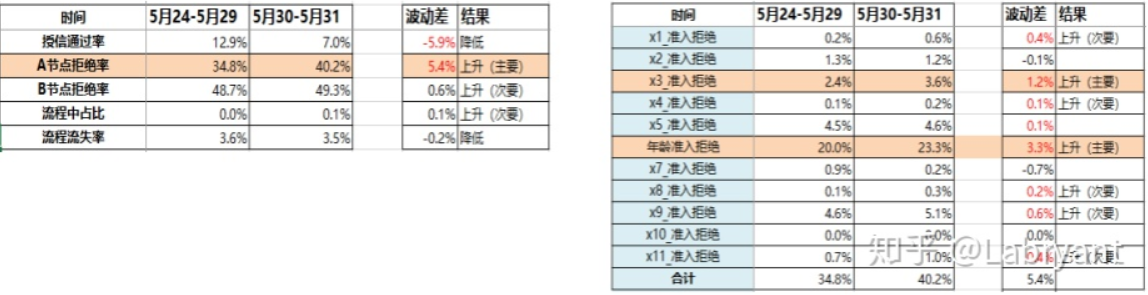 时间 5月24-5月29 5月30-5月31 波动差 结果
授信通过率 12.9% 7.0% -5.9% 降低
A节点拒绝率 34.8% 40.2% 5.4% 上升（主要）
B节点拒绝率 48.7% 49.3% 0.6% 上升（次要）
流程中占比 0.0% 0.1% 0.1% 上升（次要）
流程流失率 3.6% 3.5% -0.2% 降低
时间 5月24-5月29 5月30-5月31 波动差 结果
x1_准入拒绝 0.2% 0.6% 0.4% 上升（次要）
x2_准入拒绝 1.3% 1.2% -0.1%
x3_准入拒绝 2.4% 3.6% 1.2% 上升（主要）
x4_准入拒绝 0.1% 0.2% 0.1% 上升（次要）
x5_准入拒绝 4.5% 4.6% 0.1%
年龄准入拒绝 20.0% 23.3% 3.3% 上升（主要）
x7_准入拒绝 0.9% 0.2% -0.7%
x8_准入拒绝 0.1% 0.3% 0.2% 上升（次要）
x9_准入拒绝 4.6% 5.1% 0.6% 上升（次要）
x10_准入拒绝 0.0% 0.0% 0.0%
x11_准入拒绝 0.7% 1.0% 0.4% 上升（次要）
合计 34.8% 40.2% 5.4%
知乎 @Labryant